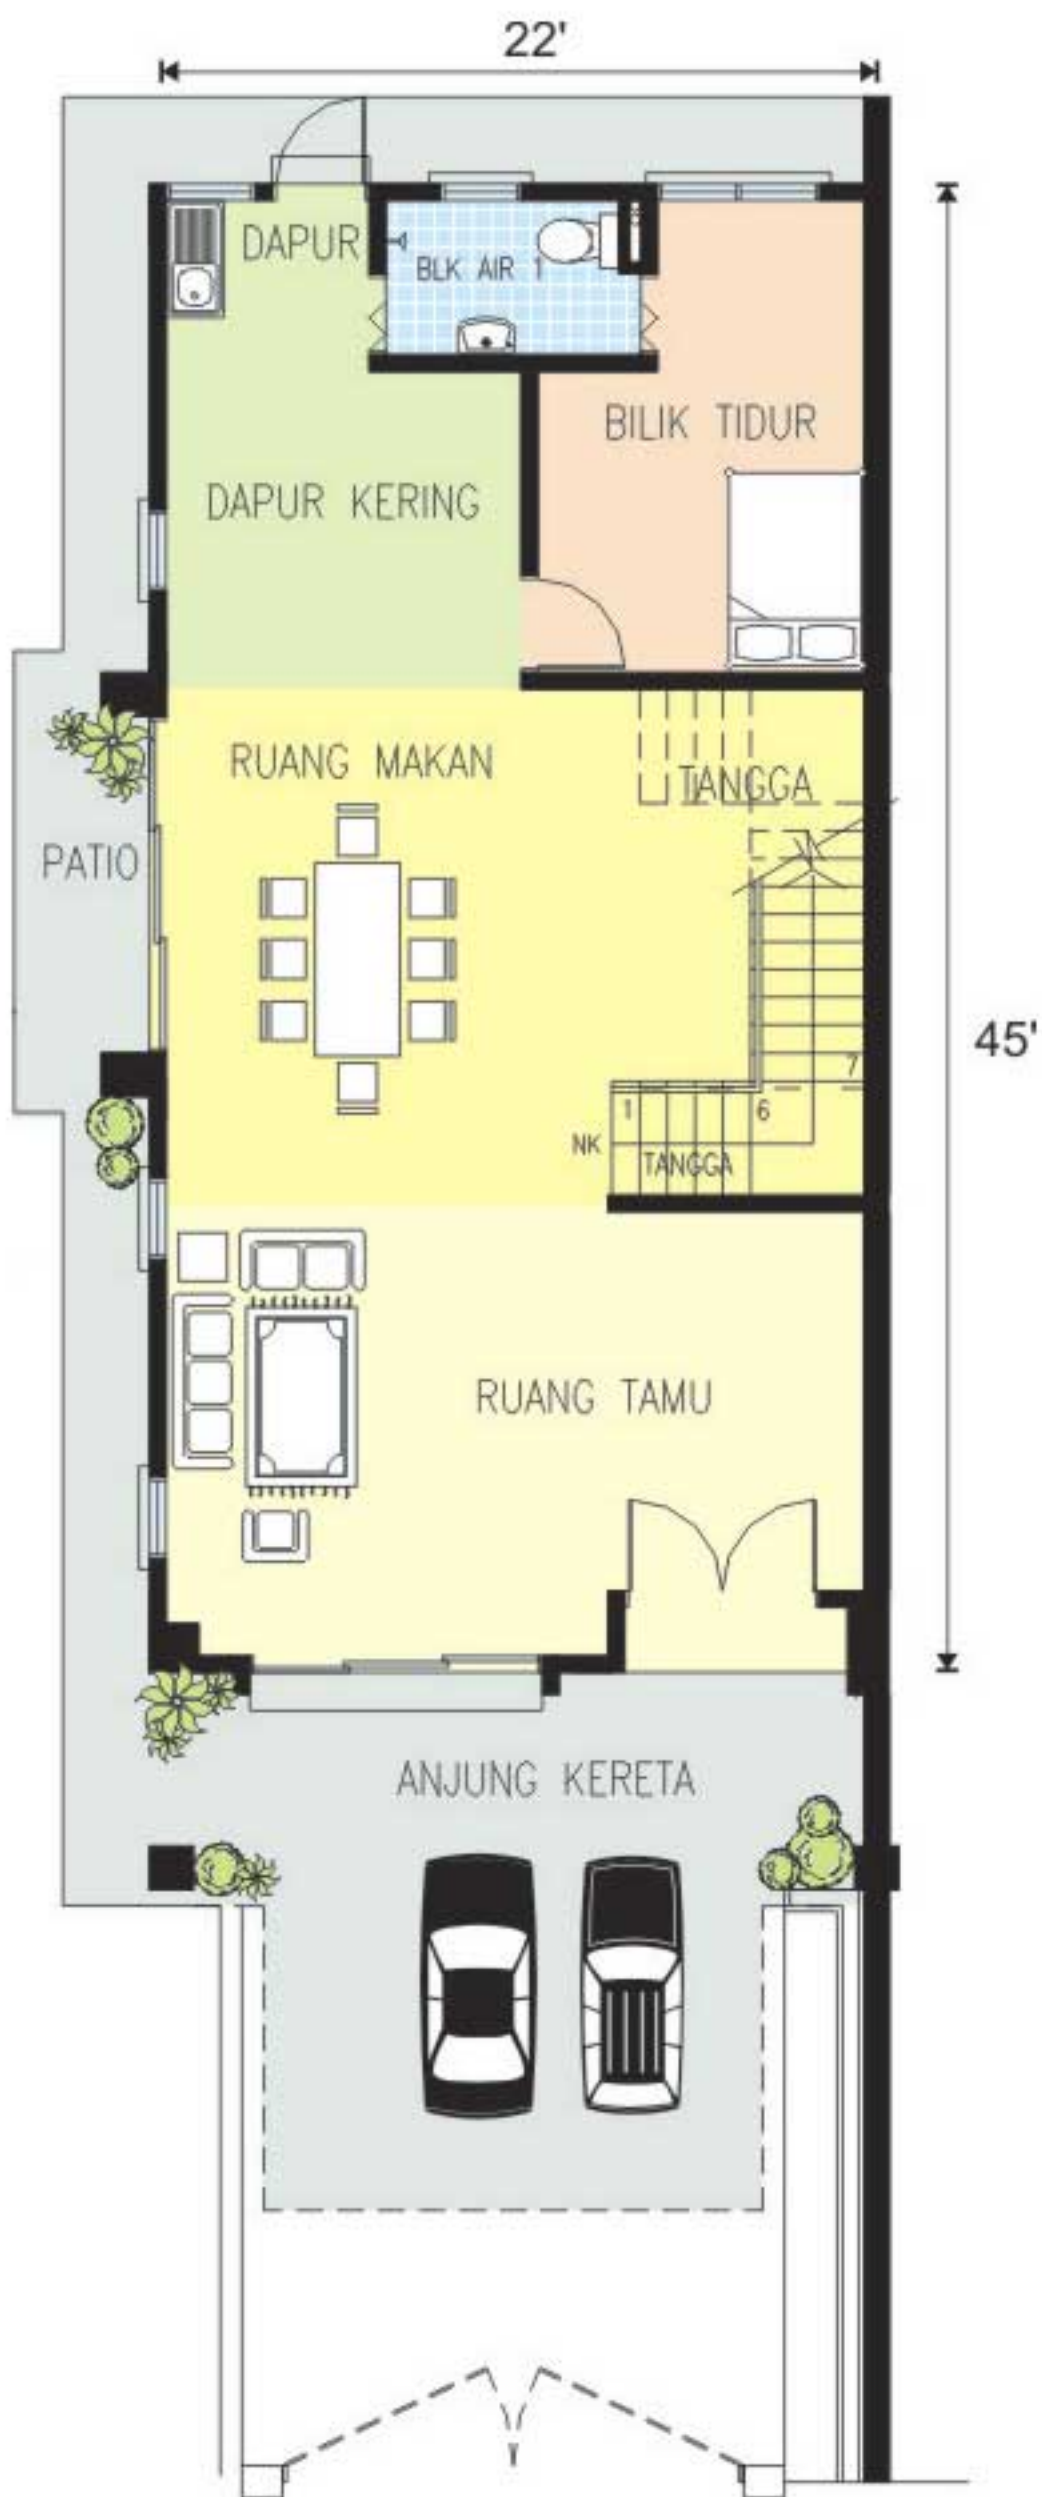 22'
DAPUR
BLK AIR 1
BILIK TIDUR
DAPUR KERING
RUANG MAKAN
TANGGA
PATIO
45'
7
1
6
NK
TANGGA
RUANG TAMU
ANJUNG KERETA